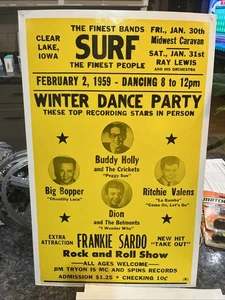 THE FINEST BANDS
CLEAR LAKE, IOWA
SURF
THE FINEST PEOPLE
FRI., JAN. 30th
Midwest Caravan
SAT., JAN. 31st
RAY LEWIS
AND HIS ORCHESTRA
FEBRUARY 2, 1959 - DANCING 8 to 12pm
WINTER DANCE PARTY
THESE TOP RECORDING STARS IN PERSON
Buddy Holly
and The Crickets
"Peggy Sue"
Big Bopper
"Chantilly Lace"
Ritchie Valens
"La Bamba"
"Come On, Let's Go"
Dion
and The Belmonts
"I Wonder Why"
EXTRA ATTRACTION
FRANKIE SARDO
NEW HIT
"TAKE OUT"
Rock and Roll Show
ALL AGES WELCOME
JIM TRYON IS MC AND SPINS RECORDS
ADMISSION $1.25 * CHECKING 10¢